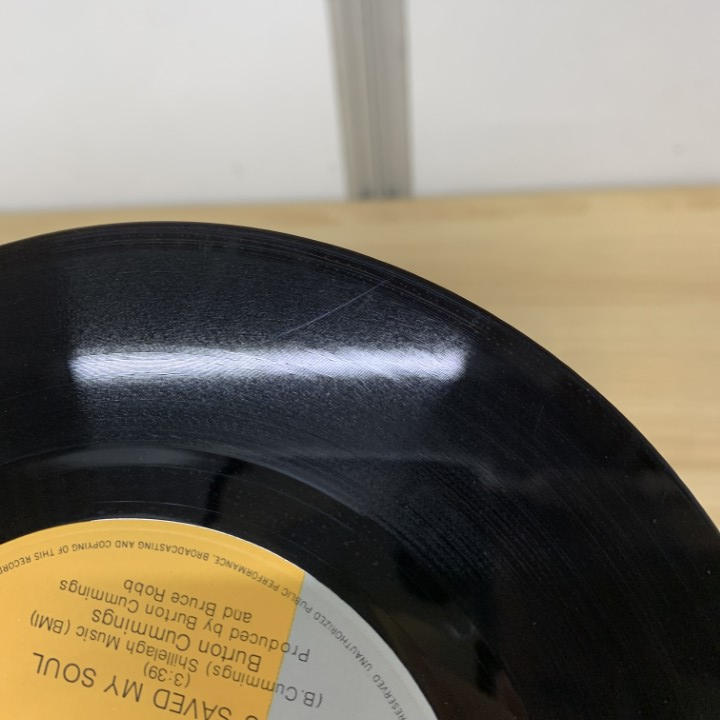 SAVED MY SOUL
(3:39)
(B.Cummings) Shillelagh Music (BMI)
Burton Cummings
Produced by Burton Cummings
and Bruce Robb
RESERVED. UNAUTHORIZED PUBLIC PERFORMANCE, BROADCASTING AND COPYING OF THIS RECORD